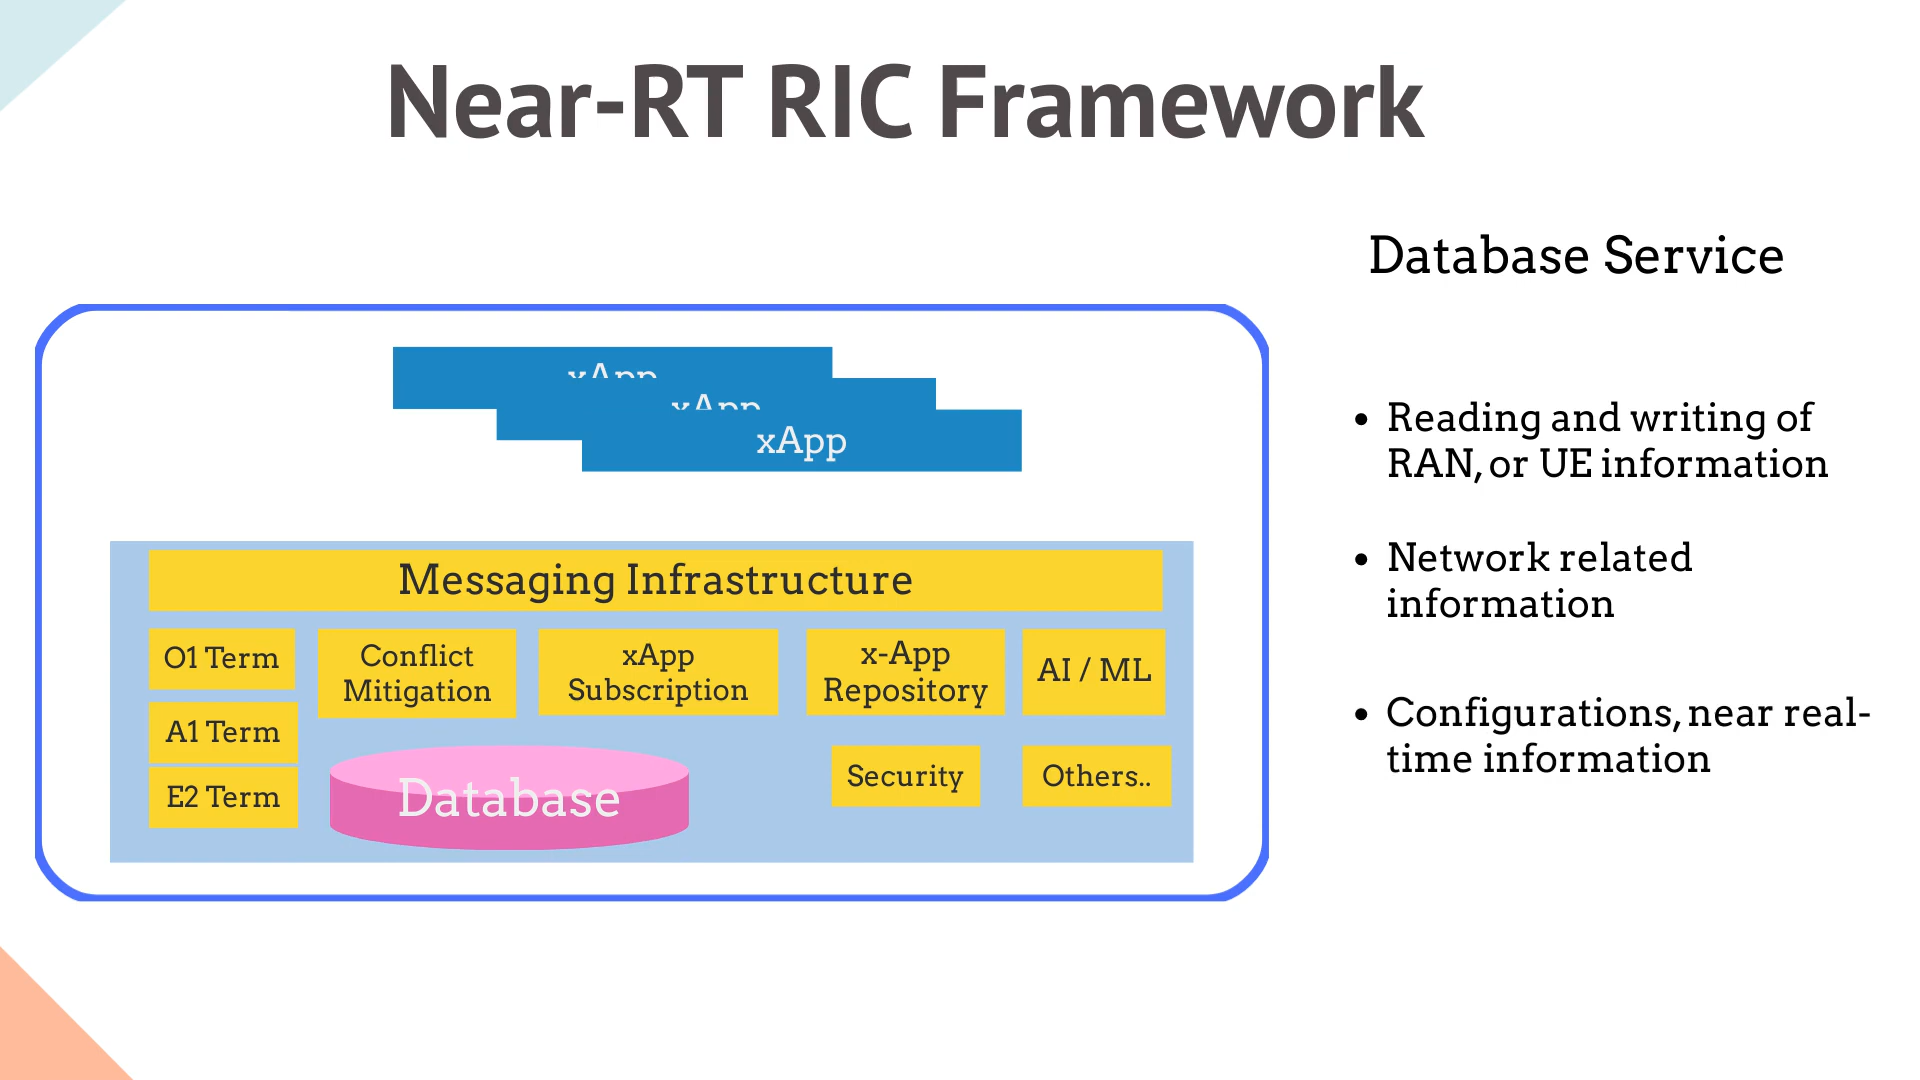 Near-RT RIC Framework
Database Service
xApp
xApp
xApp
Messaging Infrastructure
O1 Term
Conflict
Mitigation
xApp
Subscription
x-App
Repository
AI / ML
A1 Term
E2 Term
Database
Security
Others..
• Reading and writing of
RAN, or UE information
• Network related
information
• Configurations, near real-
time information